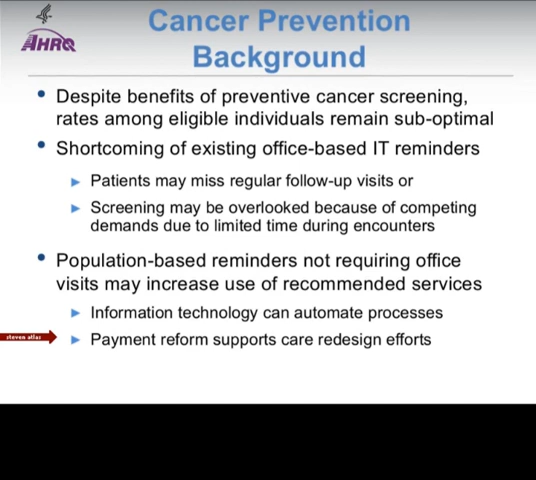 AHRQ
Cancer Prevention
Background
• Despite benefits of preventive cancer screening,
rates among eligible individuals remain sub-optimal
• Shortcoming of existing office-based IT reminders
► Patients may miss regular follow-up visits or
► Screening may be overlooked because of competing
demands due to limited time during encounters
• Population-based reminders not requiring office
visits may increase use of recommended services
► Information technology can automate processes
steven atlas
► Payment reform supports care redesign efforts